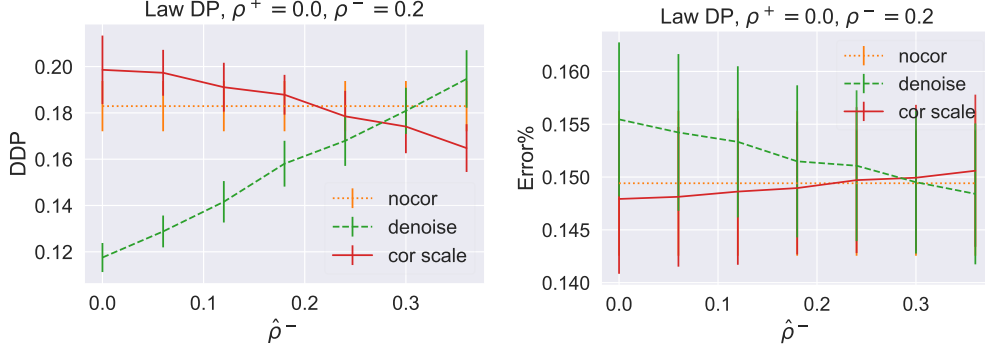 Law DP, ρ⁺ = 0.0, ρ⁻ = 0.2
DDP
0.20
0.18
0.16
0.14
0.12
nocor
denoise
cor scale
0.0 0.1 0.2 0.3
ρ̂⁻
Law DP, ρ⁺ = 0.0, ρ⁻ = 0.2
Error%
0.160
0.155
0.150
0.145
0.140
nocor
denoise
cor scale
0.0 0.1 0.2 0.3
ρ̂⁻